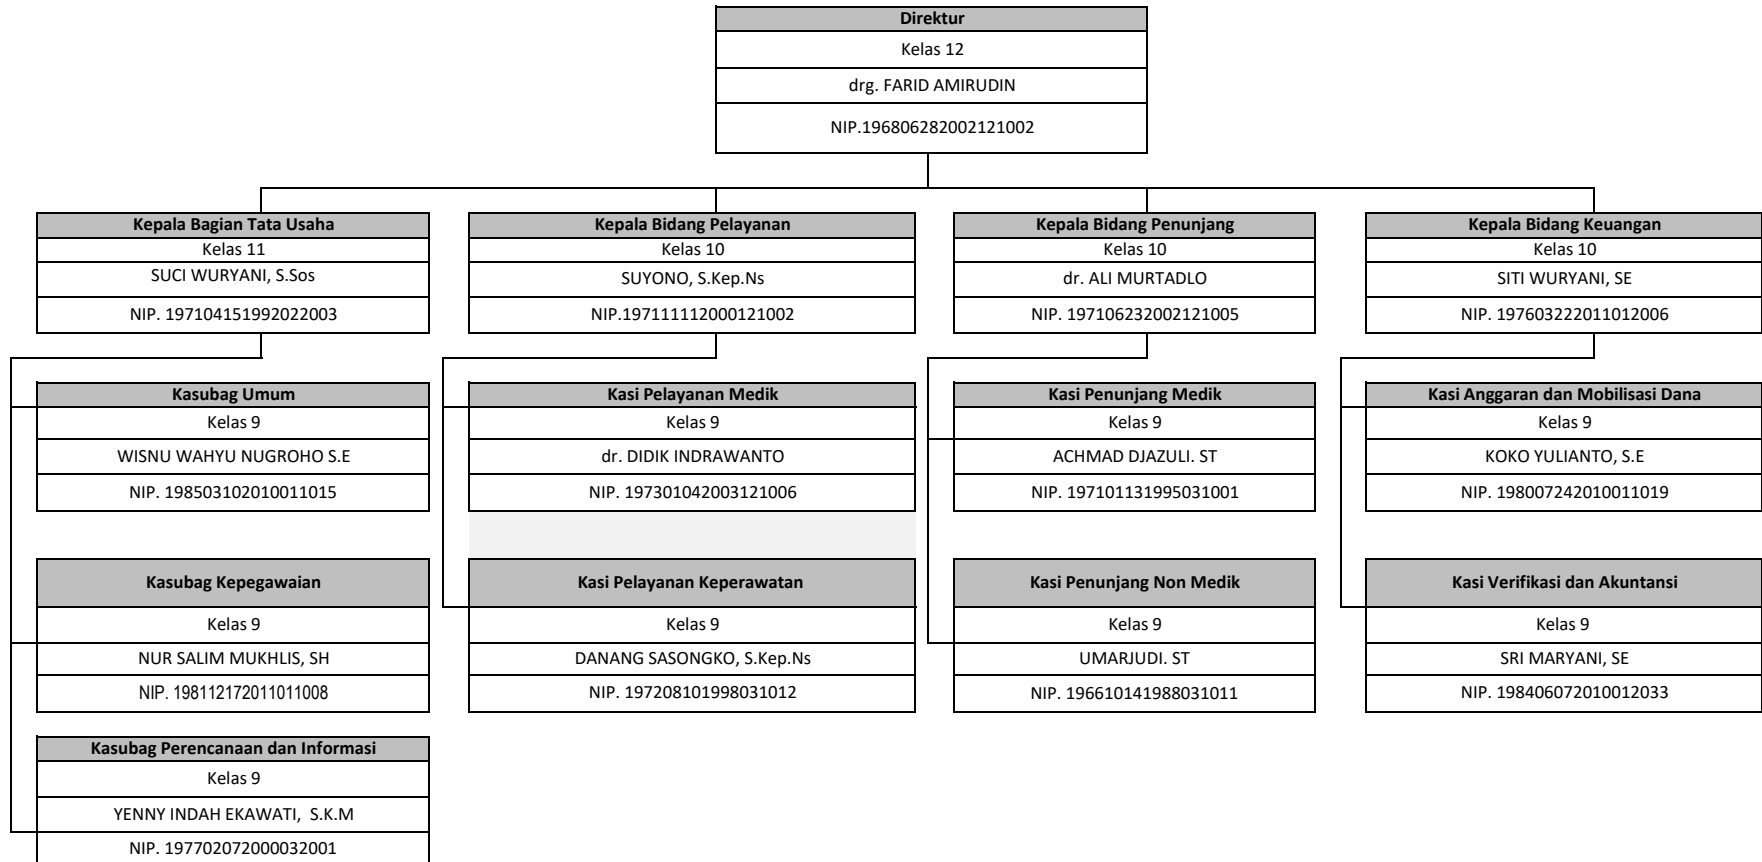 Direktur
Kelas 12
drg. FARID AMIRUDIN
NIP.196806282002121002
Kepala Bagian Tata Usaha
Kelas 11
SUCI WURYANI, S.Sos
NIP. 197104151992022003
Kepala Bidang Pelayanan
Kelas 10
SUYONO, S.Kep.Ns
NIP.197111112000121002
Kepala Bidang Penunjang
Kelas 10
dr. ALI MURTADLO
NIP. 197106232002121005
Kepala Bidang Keuangan
Kelas 10
SITI WURYANI, SE
NIP. 197603222011012006
Kasubag Umum
Kelas 9
WISNU WAHYU NUGROHO S.E
NIP. 198503102010011015
Kasi Pelayanan Medik
Kelas 9
dr. DIDIK INDRAWANTO
NIP. 197301042003121006
Kasi Penunjang Medik
Kelas 9
ACHMAD DJAZULI. ST
NIP. 197101131995031001
Kasi Anggaran dan Mobilisasi Dana
Kelas 9
KOKO YULIANTO, S.E
NIP. 198007242010011019
Kasubag Kepegawaian
Kelas 9
NUR SALIM MUKHLIS, SH
NIP. 198112172011011008
Kasi Pelayanan Keperawatan
Kelas 9
DANANG SASONGKO, S.Kep.Ns
NIP. 197208101998031012
Kasi Penunjang Non Medik
Kelas 9
UMARJUDI. ST
NIP. 196610141988031011
Kasi Verifikasi dan Akuntansi
Kelas 9
SRI MARYANI, SE
NIP. 198406072010012033
Kasubag Perencanaan dan Informasi
Kelas 9
YENNY INDAH EKAWATI,  S.K.M
NIP. 197702072000032001